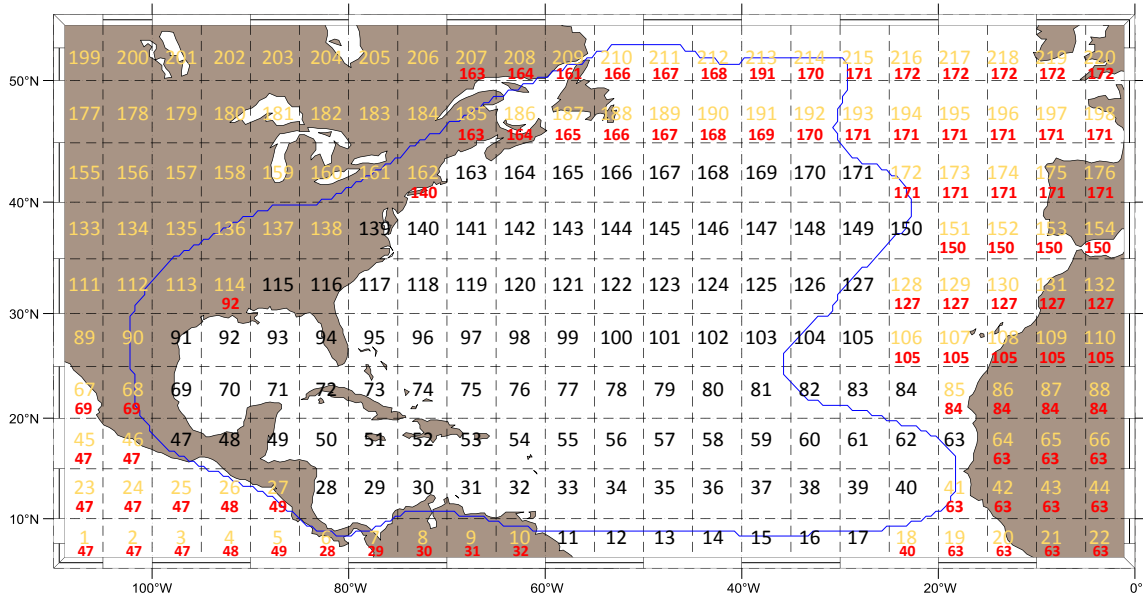 199 200 201 202 203 204 205 206 207 208 209 210 211 212 213 214 215 216 217 218 219 220
50°N 163 164 161 166 167 168 191 170 171 172 172 172 172 172
177 178 179 180 181 182 183 184 185 186 187 188 189 190 191 192 193 194 195 196 197 198
163 164 165 166 167 168 169 170 171 171 171 171 171 171
155 156 157 158 159 160 161 162 163 164 165 166 167 168 169 170 171 172 173 174 175 176
40°N 140 171 171 171 171 171
133 134 135 136 137 138 139 140 141 142 143 144 145 146 147 148 149 150 151 152 153 154
150 150 150 150
111 112 113 114 115 116 117 118 119 120 121 122 123 124 125 126 127 128 129 130 131 132
30°N 92 127 127 127 127 127
89 90 91 92 93 94 95 96 97 98 99 100 101 102 103 104 105 106 107 108 109 110
105 105 105 105 105
67 68 69 70 71 72 73 74 75 76 77 78 79 80 81 82 83 84 85 86 87 88
20°N 69 69 84 84 84 84
45 46 47 48 49 50 51 52 53 54 55 56 57 58 59 60 61 62 63 64 65 66
47 47 63 63 63
23 24 25 26 27 28 29 30 31 32 33 34 35 36 37 38 39 40 41 42 43 44
10°N 47 47 47 48 49 63 63 63 63
1 2 3 4 5 6 7 8 9 10 11 12 13 14 15 16 17 18 19 20 21 22
47 47 47 48 49 28 29 30 31 32 40 63 63 63 63
100°W 80°W 60°W 40°W 20°W 0°